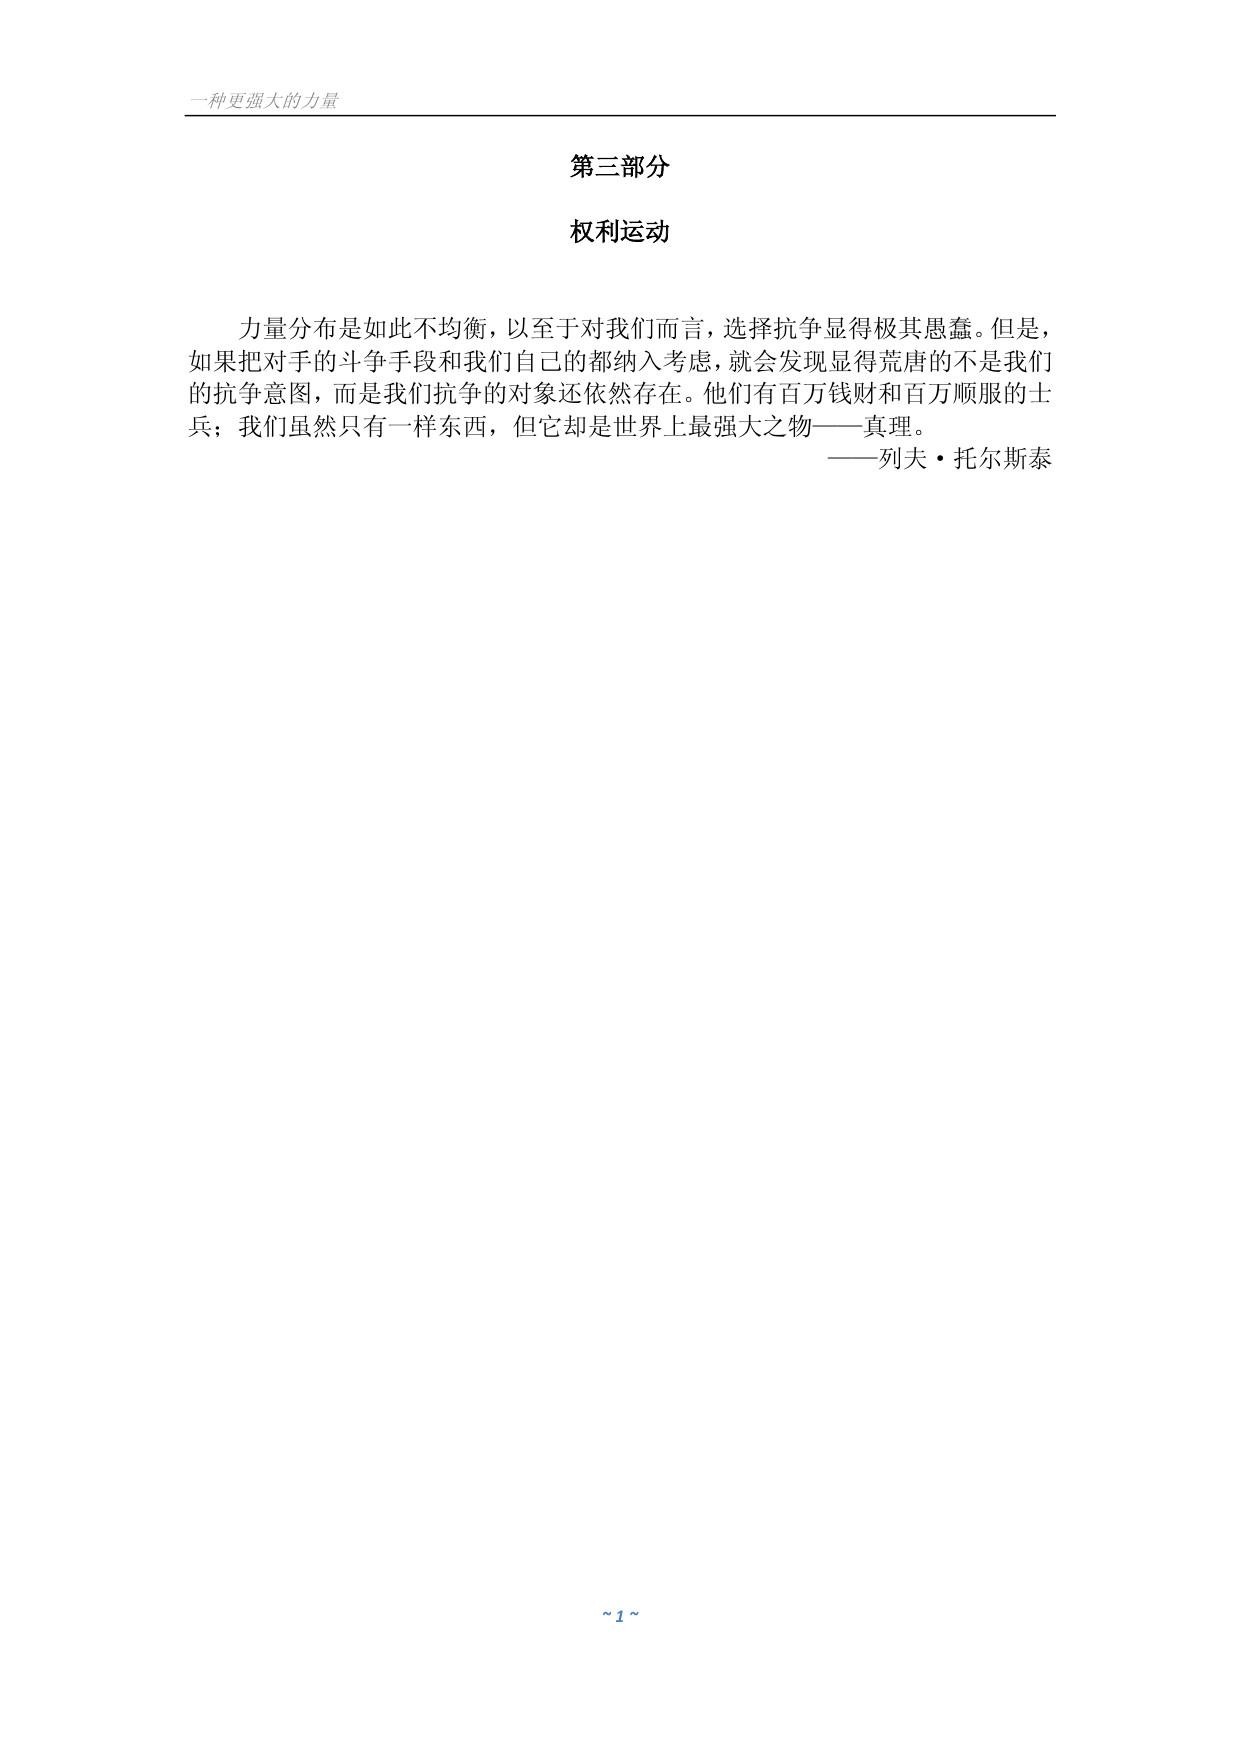 一种更强大的力量
第三部分
权利运动
力量分布是如此不均衡，以至于对我们而言，选择抗争显得极其愚蠢。但是，
如果把对手的斗争手段和我们自己的都纳入考虑，就会发现显得荒唐的不是我们
的抗争意图，而是我们抗争的对象还依然存在。他们有百万钱财和百万顺服的士
兵；我们虽然只有一样东西，但它却是世界上最强大之物——真理。
——列夫·托尔斯泰
~ 1 ~